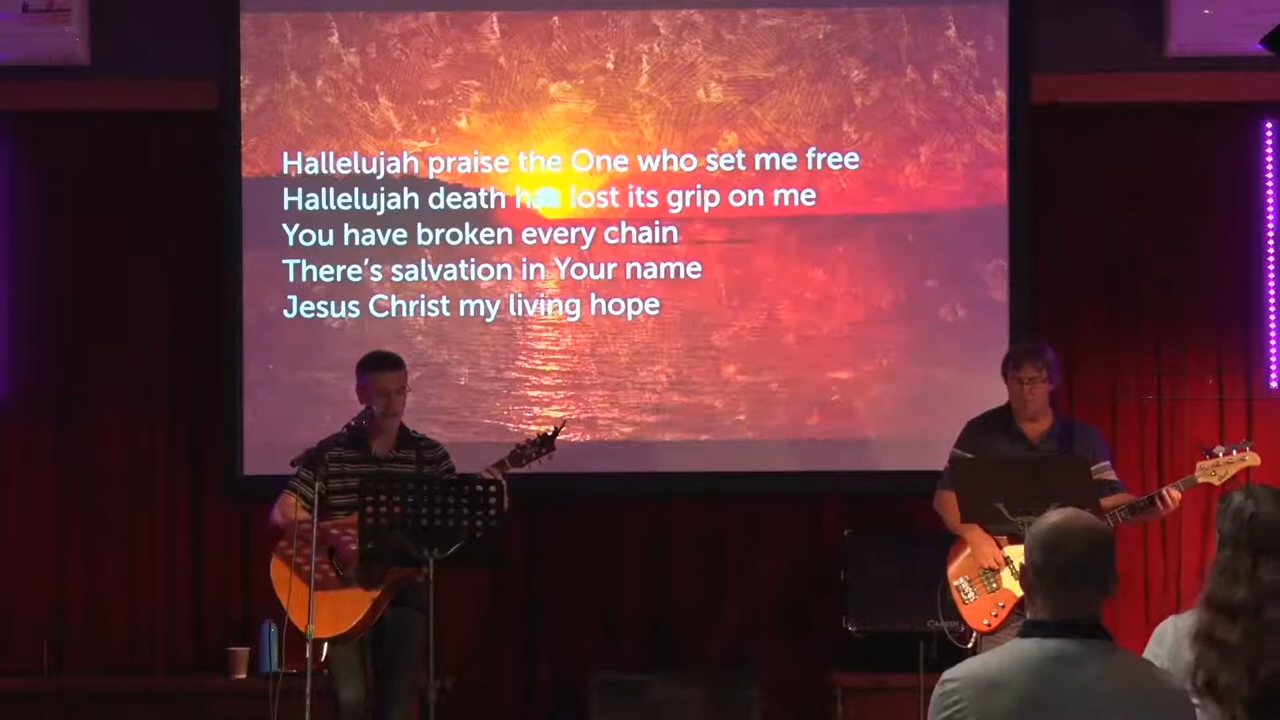 Hallelujah praise the One who set me free
Hallelujah death has lost its grip on me
You have broken every chain
There's salvation in Your name
Jesus Christ my living hope